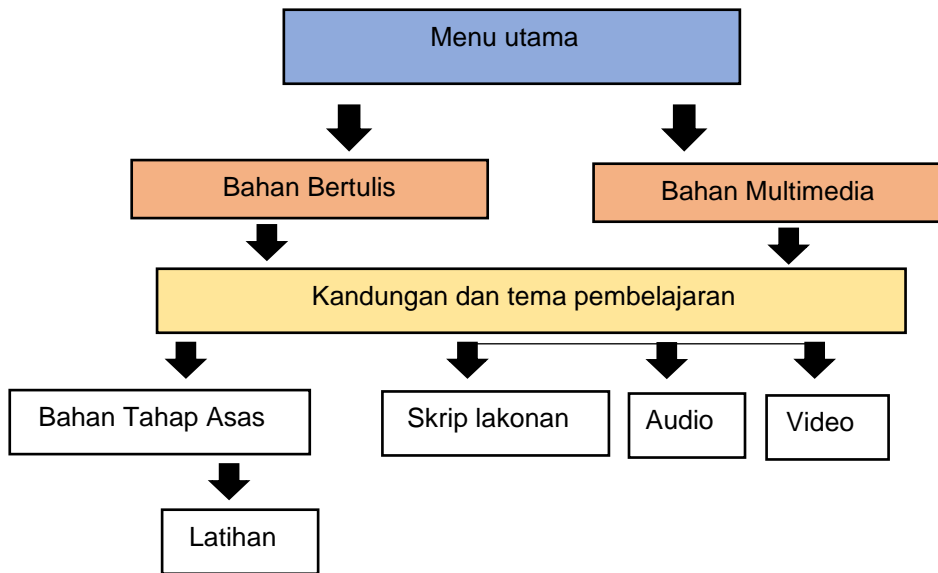 Menu utama
Bahan Bertulis
Bahan Multimedia
Kandungan dan tema pembelajaran
Bahan Tahap Asas
Skrip lakonan
Audio
Video
Latihan